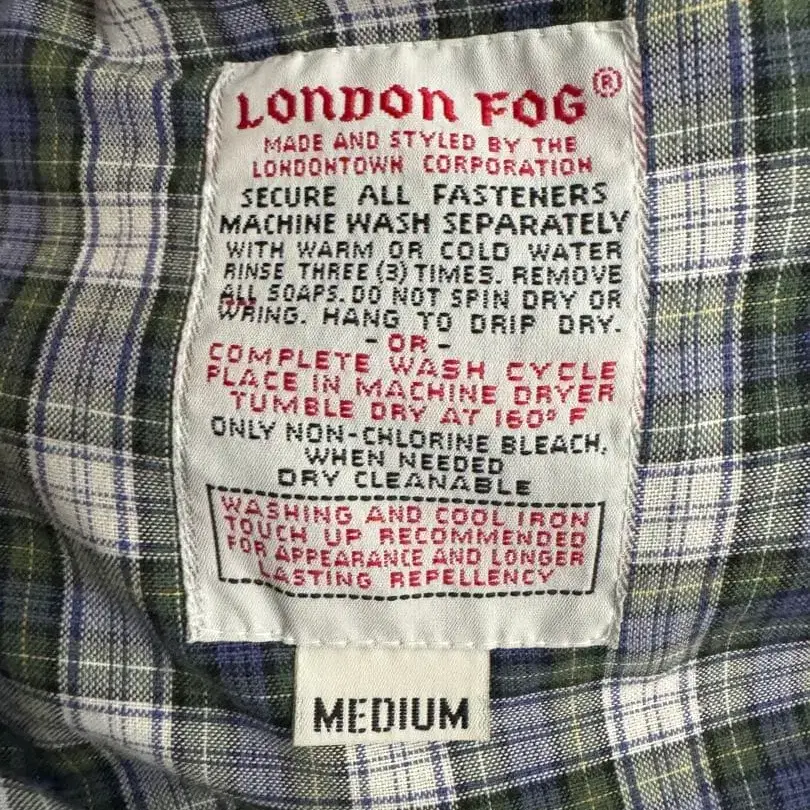 LONDON FOG®
MADE AND STYLED BY THE
LONDONTOWN CORPORATION
SECURE ALL FASTENERS
MACHINE WASH SEPARATELY
WITH WARM OR COLD WATER
RINSE THREE (3) TIMES. REMOVE
ALL SOAPS. DO NOT SPIN DRY OR
WRING. HANG TO DRIP DRY.
- OR -
COMPLETE WASH CYCLE
PLACE IN MACHINE DRYER
TUMBLE DRY AT 160° F
ONLY NON-CHLORINE BLEACH,
WHEN NEEDED
DRY CLEANABLE
WASHING AND COOL IRON
TOUCH UP RECOMMENDED
FOR APPEARANCE AND LONGER
LASTING REPELLENCY
MEDIUM